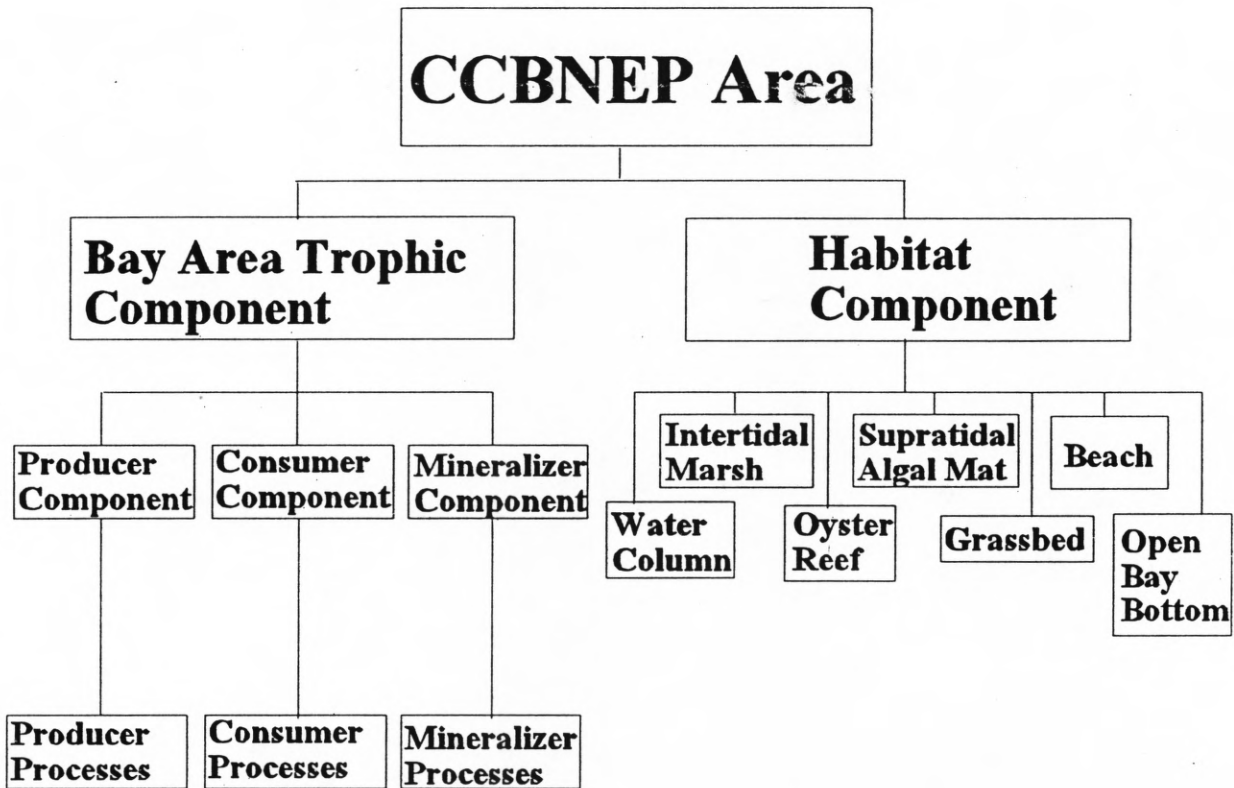 CCBNEP Area
Bay Area Trophic
Component
Habitat
Component
Producer
Component
Consumer
Component
Mineralizer
Component
Intertidal
Marsh
Supratidal
Algal Mat
Beach
Water
Column
Oyster
Reef
Grassbed
Open
Bay
Bottom
Producer
Processes
Consumer
Processes
Mineralizer
Processes